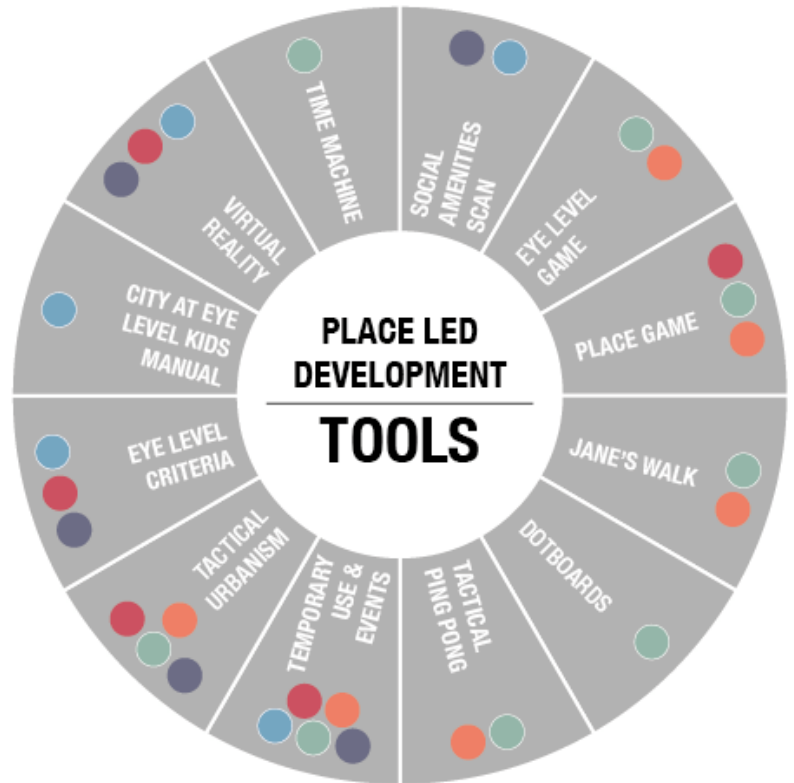 PLACE LED
DEVELOPMENT
TOOLS
SOCIAL
AMENITIES
SCAN
EYE LEVEL
GAME
PLACE GAME
JANE'S WALK
DOTBOARDS
TACTICAL
PING PONG
TEMPORARY
USE &
EVENTS
TACTICAL
URBANISM
EYE LEVEL
CRITERIA
CITY AT EYE
LEVEL KIDS
MANUAL
VIRTUAL
REALITY
TIME MACHINE